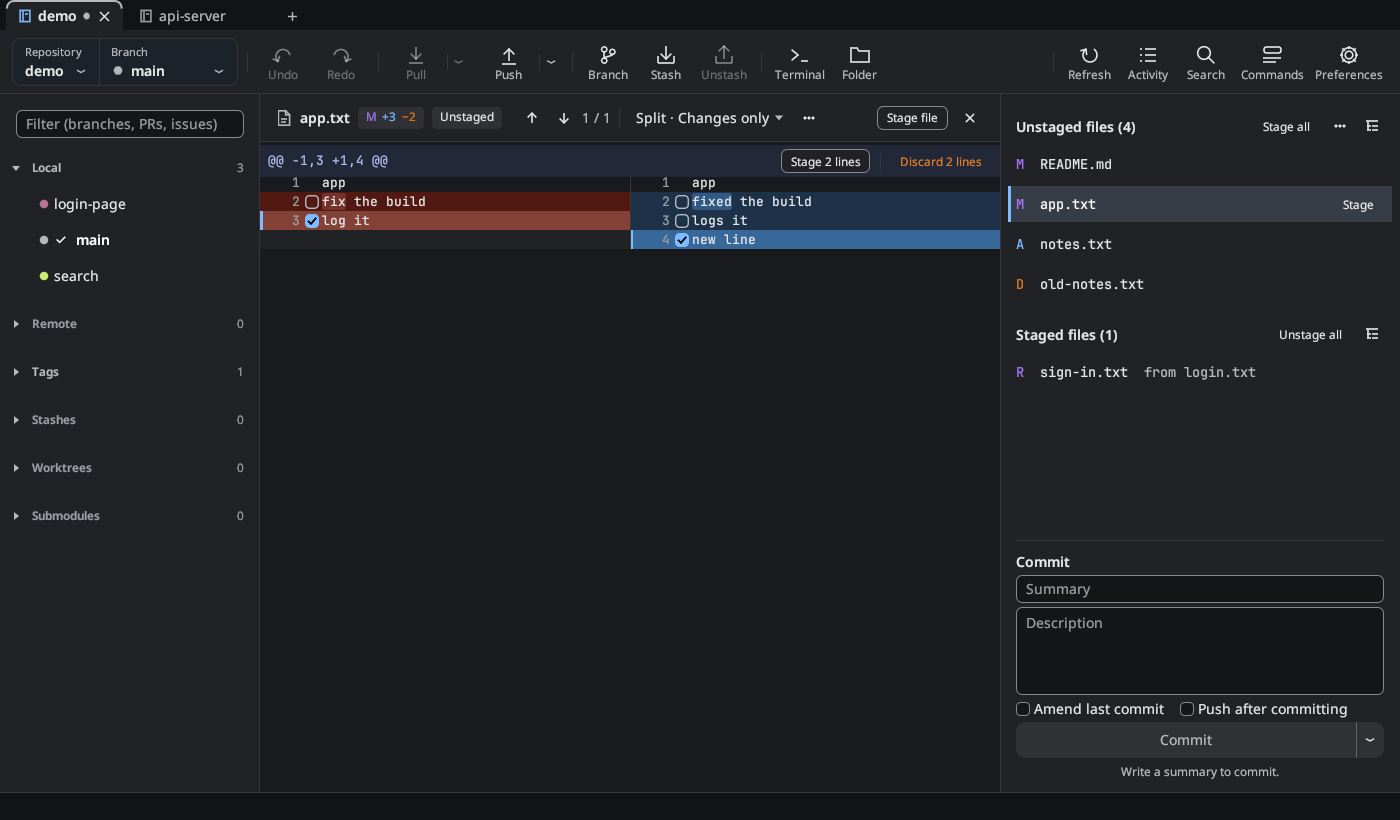 demo
api-server
Repository
demo
Branch
main
Undo
Redo
Pull
Push
Branch
Stash
Unstash
Terminal
Folder
Refresh
Activity
Search
Commands
Preferences
Filter (branches, PRs, issues)
Local 3
login-page
main
search
Remote 0
Tags 1
Stashes 0
Worktrees 0
Submodules 0
app.txt M +3 −2 Unstaged 1 / 1 Split · Changes only Stage file
@@ -1,3 +1,4 @@ Stage 2 lines Discard 2 lines
1 app
2 fix the build
3 log it
1 app
2 fixed the build
3 logs it
4 new line
Unstaged files (4) Stage all
M README.md
M app.txt Stage
A notes.txt
D old-notes.txt
Staged files (1) Unstage all
R sign-in.txt from login.txt
Commit
Summary
Description
Amend last commit Push after committing
Commit
Write a summary to commit.